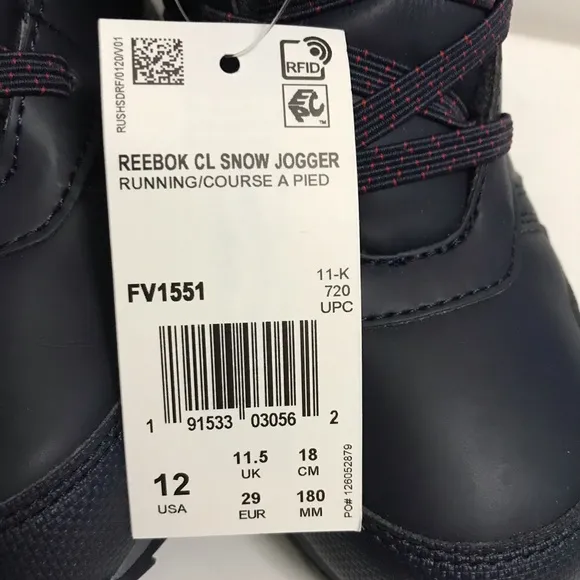 RUSHSDRF/0120/V01
RFID
EPC™
REEBOK CL SNOW JOGGER
RUNNING/COURSE A PIED
FV1551
11-K
720
UPC
1 91533 03056 2
12
USA
11.5
UK
18
CM
29
EUR
180
MM
PO# 126052879